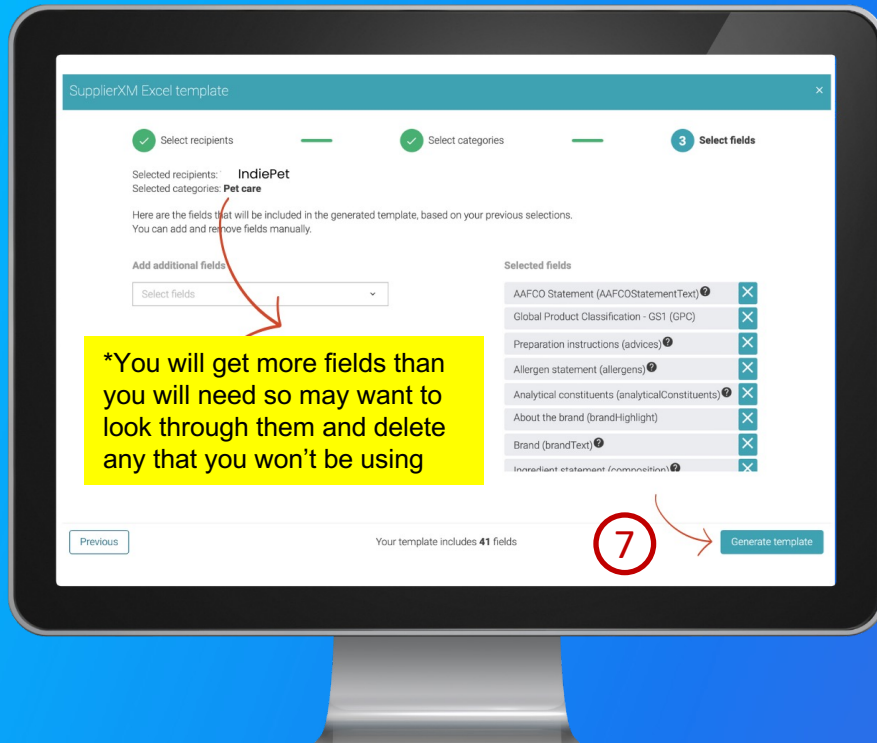 SupplierXM Excel template ×
Select recipients
Select categories
3 Select fields
Selected recipients: IndiePet
Selected categories: Pet care
Here are the fields that will be included in the generated template, based on your previous selections.
You can add and remove fields manually.
Add additional fields
Select fields
*You will get more fields than
you will need so may want to
look through them and delete
any that you won't be using
Selected fields
AAFCO Statement (AAFCOStatementText)
Global Product Classification - GS1 (GPC)
Preparation instructions (advices)
Allergen statement (allergens)
Analytical constituents (analyticalConstituents)
About the brand (brandHighlight)
Brand (brandText)
Ingredient statement (composition)
Previous
Your template includes 41 fields
7
Generate template